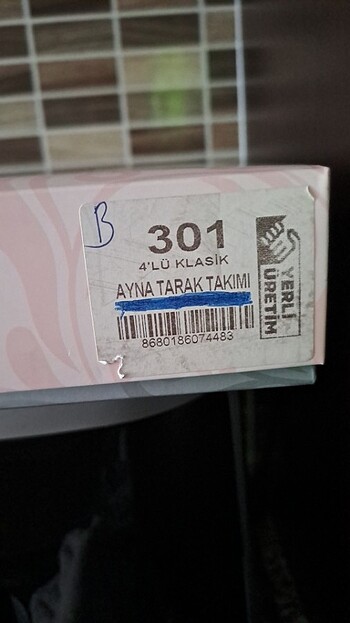 B
301
4'LÜ KLASİK
AYNA TARAK TAKIMI
8680186074483
YERLİ
ÜRETİM